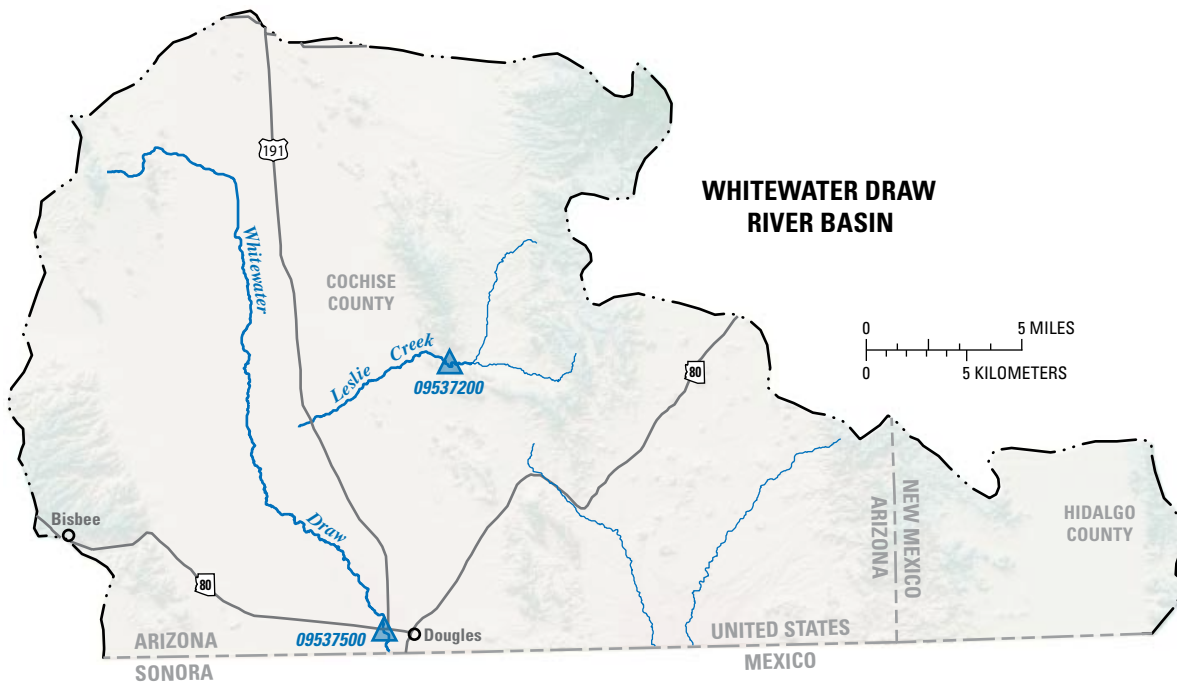 191
WHITEWATER DRAW
RIVER BASIN
Whitewater
COCHISE
COUNTY
0 5 MILES
0 5 KILOMETERS
Leslie Creek
09537200
80
Bisbee
Draw
NEW MEXICO
ARIZONA
HIDALGO
COUNTY
80
09537500
Dougles
ARIZONA
UNITED STATES
SONORA
MEXICO